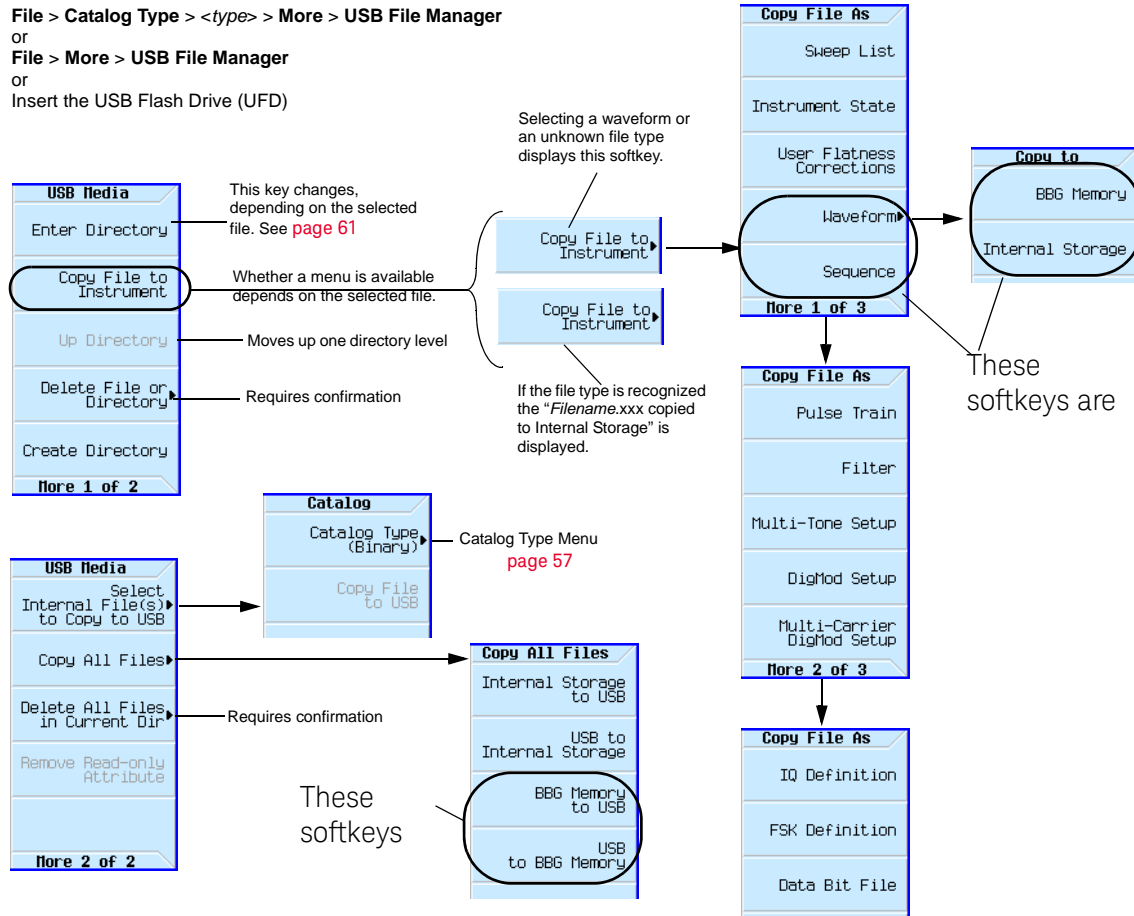 File > Catalog Type > <type> > More > USB File Manager
or
File > More > USB File Manager
or
Insert the USB Flash Drive (UFD)
USB Media
Enter Directory
Copy File to
Instrument
Up Directory
Delete File or
Directory
Create Directory
More 1 of 2
This key changes,
depending on the selected
file. See page 61
Whether a menu is available
depends on the selected file.
Moves up one directory level
Requires confirmation
Selecting a waveform or
an unknown file type
displays this softkey.
Copy File to
Instrument
Copy File to
Instrument
If the file type is recognized
the “Filename.xxx copied
to Internal Storage” is
displayed.
Copy File As
Sweep List
Instrument State
User Flatness
Corrections
Waveform
Sequence
More 1 of 3
Copy to
BBG Memory
Internal Storage
These
softkeys are
Copy File As
Pulse Train
Filter
Multi-Tone Setup
DigMod Setup
Multi-Carrier
DigMod Setup
More 2 of 3
Copy File As
IQ Definition
FSK Definition
Data Bit File
USB Media
Select
Internal File(s)
to Copy to USB
Copy All Files
Delete All Files
in Current Dir
Remove Read-only
Attribute
More 2 of 2
Catalog
Catalog Type
(Binary)
Copy File
to USB
Catalog Type Menu
page 57
Requires confirmation
Copy All Files
Internal Storage
to USB
USB to
Internal Storage
BBG Memory
to USB
USB
to BBG Memory
These
softkeys